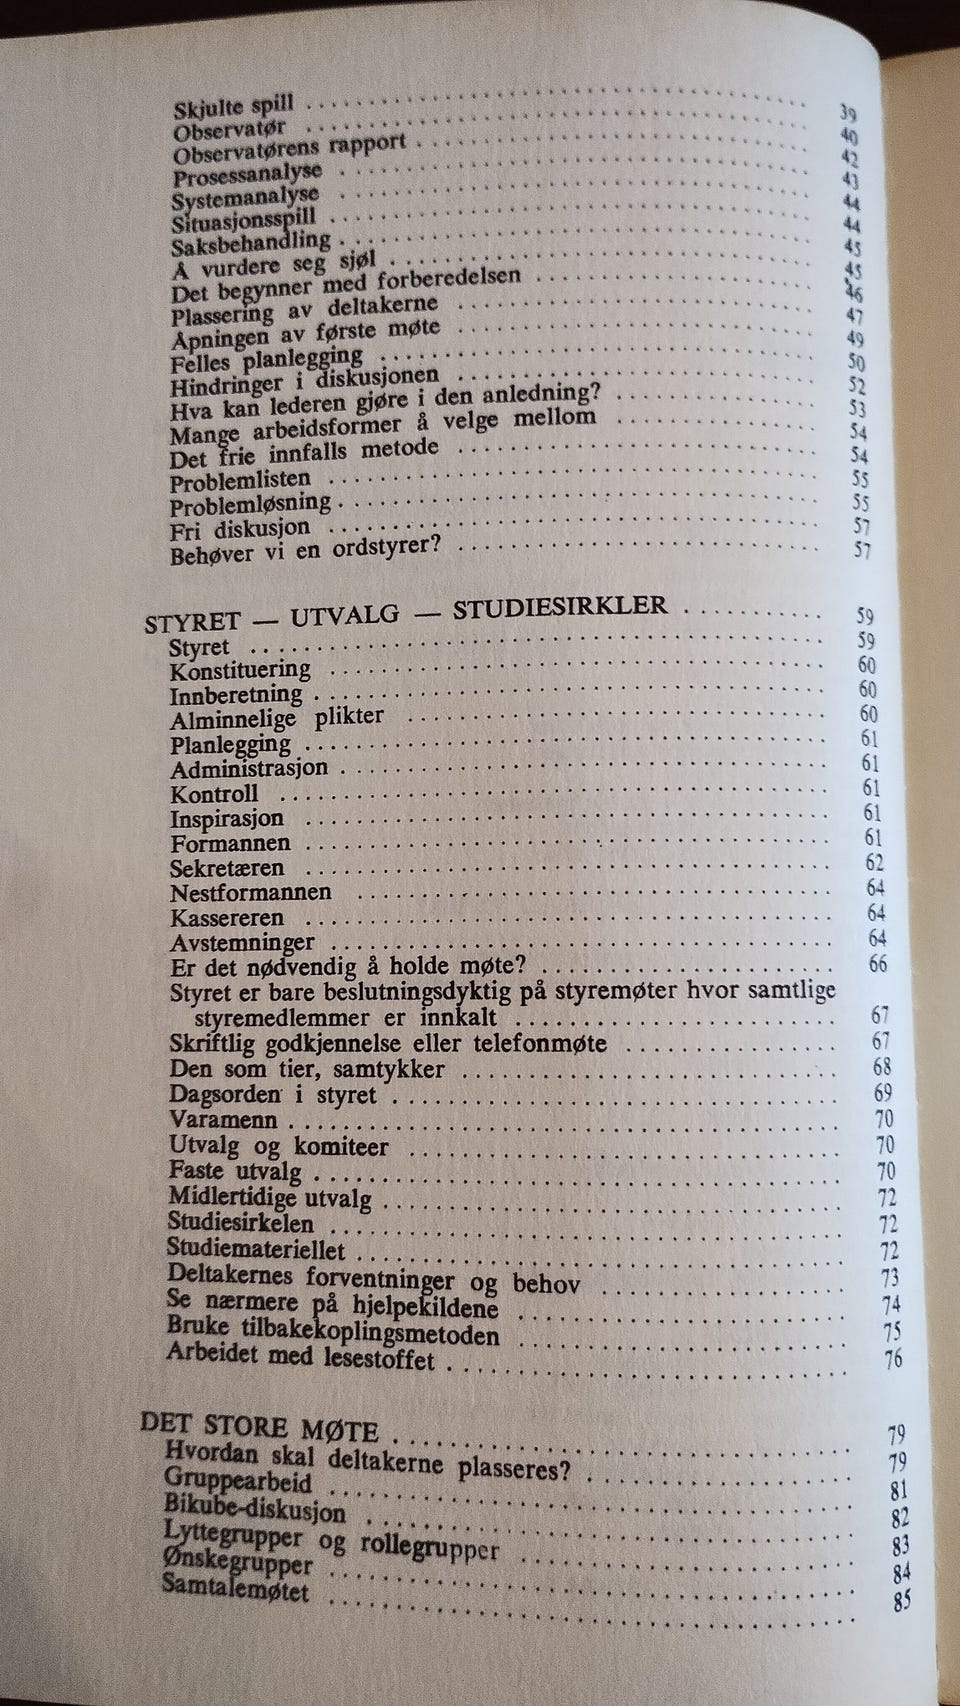 Skjulte spill . . . . . . . . . . 39
Observatør . . . . . . . . . . 40
Observatørens rapport . . . . . . . . . . 42
Prosessanalyse . . . . . . . . . . 43
Systemanalyse . . . . . . . . . . 44
Situasjonsspill . . . . . . . . . . 44
Saksbehandling . . . . . . . . . . 45
Å vurdere seg sjøl . . . . . . . . . . 45
Det begynner med forberedelsen . . . . . . . . . . 46
Plassering av deltakerne . . . . . . . . . . 47
Åpningen av første møte . . . . . . . . . . 49
Felles planlegging . . . . . . . . . . 50
Hindringer i diskusjonen . . . . . . . . . . 52
Hva kan lederen gjøre i den anledning? . . . . . . . . . . 53
Mange arbeidsformer å velge mellom . . . . . . . . . . 54
Det frie innfalls metode . . . . . . . . . . 54
Problemlisten . . . . . . . . . . 55
Problemløsning . . . . . . . . . . 55
Fri diskusjon . . . . . . . . . . 57
Behøver vi en ordstyrer? . . . . . . . . . . 57
STYRET — UTVALG — STUDIESIRKLER . . . . . . . . . . 59
Styret . . . . . . . . . . 59
Konstituering . . . . . . . . . . 60
Innberetning . . . . . . . . . . 60
Alminnelige plikter . . . . . . . . . . 60
Planlegging . . . . . . . . . . 61
Administrasjon . . . . . . . . . . 61
Kontroll . . . . . . . . . . 61
Inspirasjon . . . . . . . . . . 61
Formannen . . . . . . . . . . 61
Sekretæren . . . . . . . . . . 62
Nestformannen . . . . . . . . . . 64
Kassereren . . . . . . . . . . 64
Avstemninger . . . . . . . . . . 64
Er det nødvendig å holde møte? . . . . . . . . . . 66
Styret er bare beslutningsdyktig på styremøter hvor samtlige
styremedlemmer er innkalt . . . . . . . . . . 67
Skriftlig godkjennelse eller telefonmøte . . . . . . . . . . 67
Den som tier, samtykker . . . . . . . . . . 68
Dagsorden i styret . . . . . . . . . . 69
Varamenn . . . . . . . . . . 70
Utvalg og komiteer . . . . . . . . . . 70
Faste utvalg . . . . . . . . . . 70
Midlertidige utvalg . . . . . . . . . . 72
Studiesirkelen . . . . . . . . . . 72
Studiemateriellet . . . . . . . . . . 72
Deltakernes forventninger og behov . . . . . . . . . . 73
Se nærmere på hjelpekildene . . . . . . . . . . 74
Bruke tilbakekoplingsmetoden . . . . . . . . . . 75
Arbeidet med lesestoffet . . . . . . . . . . 76
DET STORE MØTE . . . . . . . . . . 79
Hvordan skal deltakerne plasseres? . . . . . . . . . . 79
Gruppearbeid . . . . . . . . . . 81
Bikube-diskusjon . . . . . . . . . . 82
Lyttegrupper og rollegrupper . . . . . . . . . . 83
Ønskegrupper . . . . . . . . . . 84
Samtalemøtet . . . . . . . . . . 85